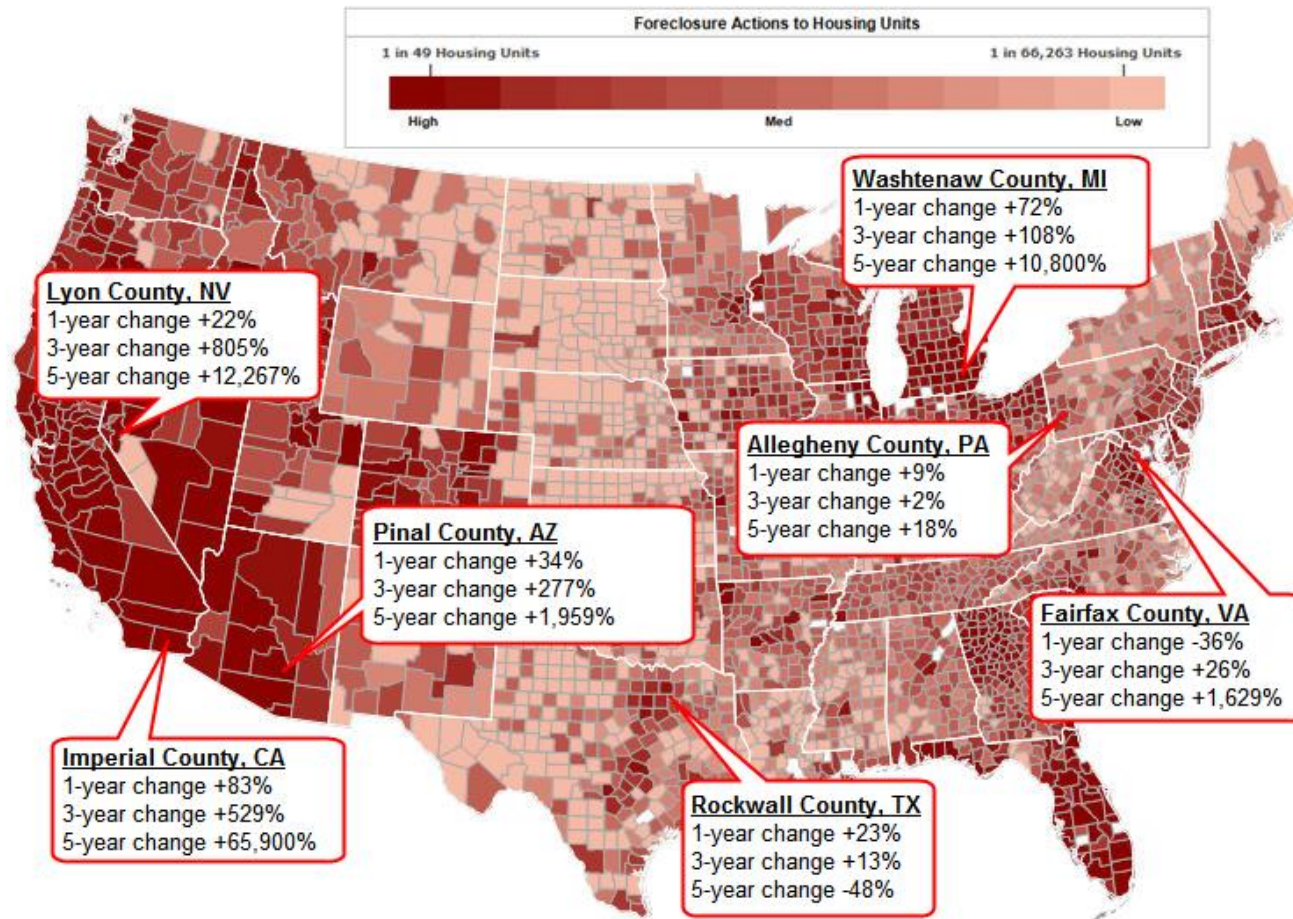 Foreclosure Actions to Housing Units
1 in 49 Housing Units 1 in 66,263 Housing Units
High Med Low
Washtenaw County, MI
1-year change +72%
3-year change +108%
5-year change +10,800%
Lyon County, NV
1-year change +22%
3-year change +805%
5-year change +12,267%
Allegheny County, PA
1-year change +9%
3-year change +2%
5-year change +18%
Pinal County, AZ
1-year change +34%
3-year change +277%
5-year change +1,959%
Fairfax County, VA
1-year change -36%
3-year change +26%
5-year change +1,629%
Imperial County, CA
1-year change +83%
3-year change +529%
5-year change +65,900%
Rockwall County, TX
1-year change +23%
3-year change +13%
5-year change -48%